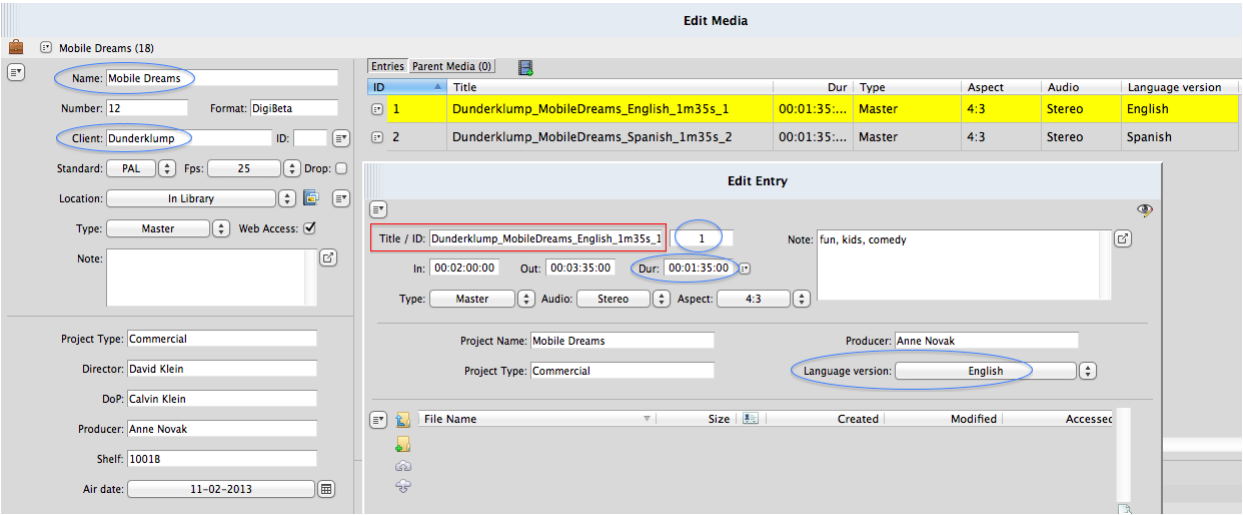 Edit Media
Mobile Dreams (18)
Name: Mobile Dreams
Number: 12 Format: DigiBeta
Client: Dunderklump ID:
Standard: PAL Fps: 25 Drop:
Location: In Library
Type: Master Web Access:
Note:
Project Type: Commercial
Director: David Klein
DoP: Calvin Klein
Producer: Anne Novak
Shelf: 1001B
Air date: 11-02-2013
Entries Parent Media (0)
ID Title Dur Type Aspect Audio Language version
1 Dunderklump_MobileDreams_English_1m35s_1 00:01:35:... Master 4:3 Stereo English
2 Dunderklump_MobileDreams_Spanish_1m35s_2 00:01:35:... Master 4:3 Stereo Spanish
Edit Entry
Title / ID: Dunderklump_MobileDreams_English_1m35s_1 1 Note: fun, kids, comedy
In: 00:02:00:00 Out: 00:03:35:00 Dur: 00:01:35:00
Type: Master Audio: Stereo Aspect: 4:3
Project Name: Mobile Dreams Producer: Anne Novak
Project Type: Commercial Language version: English
File Name Size Created Modified Accessed